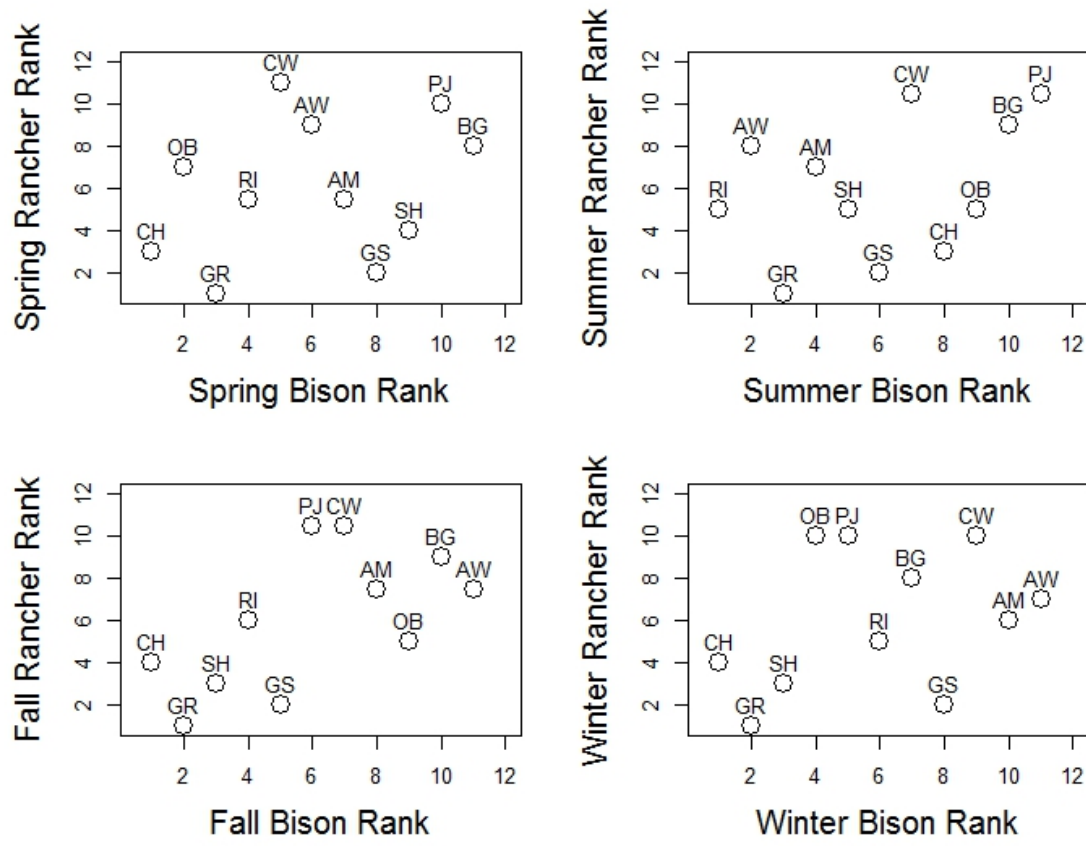 Spring Rancher Rank
12
10
8
6
4
2
CW
PJ
AW
BG
OB
RI
AM
SH
CH
GS
GR
2 4 6 8 10 12
Spring Bison Rank
Summer Rancher Rank
12
10
8
6
4
2
CW
PJ
BG
AW
AM
RI
SH
OB
CH
GS
GR
2 4 6 8 10 12
Summer Bison Rank
Fall Rancher Rank
12
10
8
6
4
2
PJ CW
BG
AM
AW
RI
OB
CH
SH
GS
GR
2 4 6 8 10 12
Fall Bison Rank
Winter Rancher Rank
12
10
8
6
4
2
OB PJ
CW
BG
AW
AM
RI
CH
SH
GS
GR
2 4 6 8 10 12
Winter Bison Rank